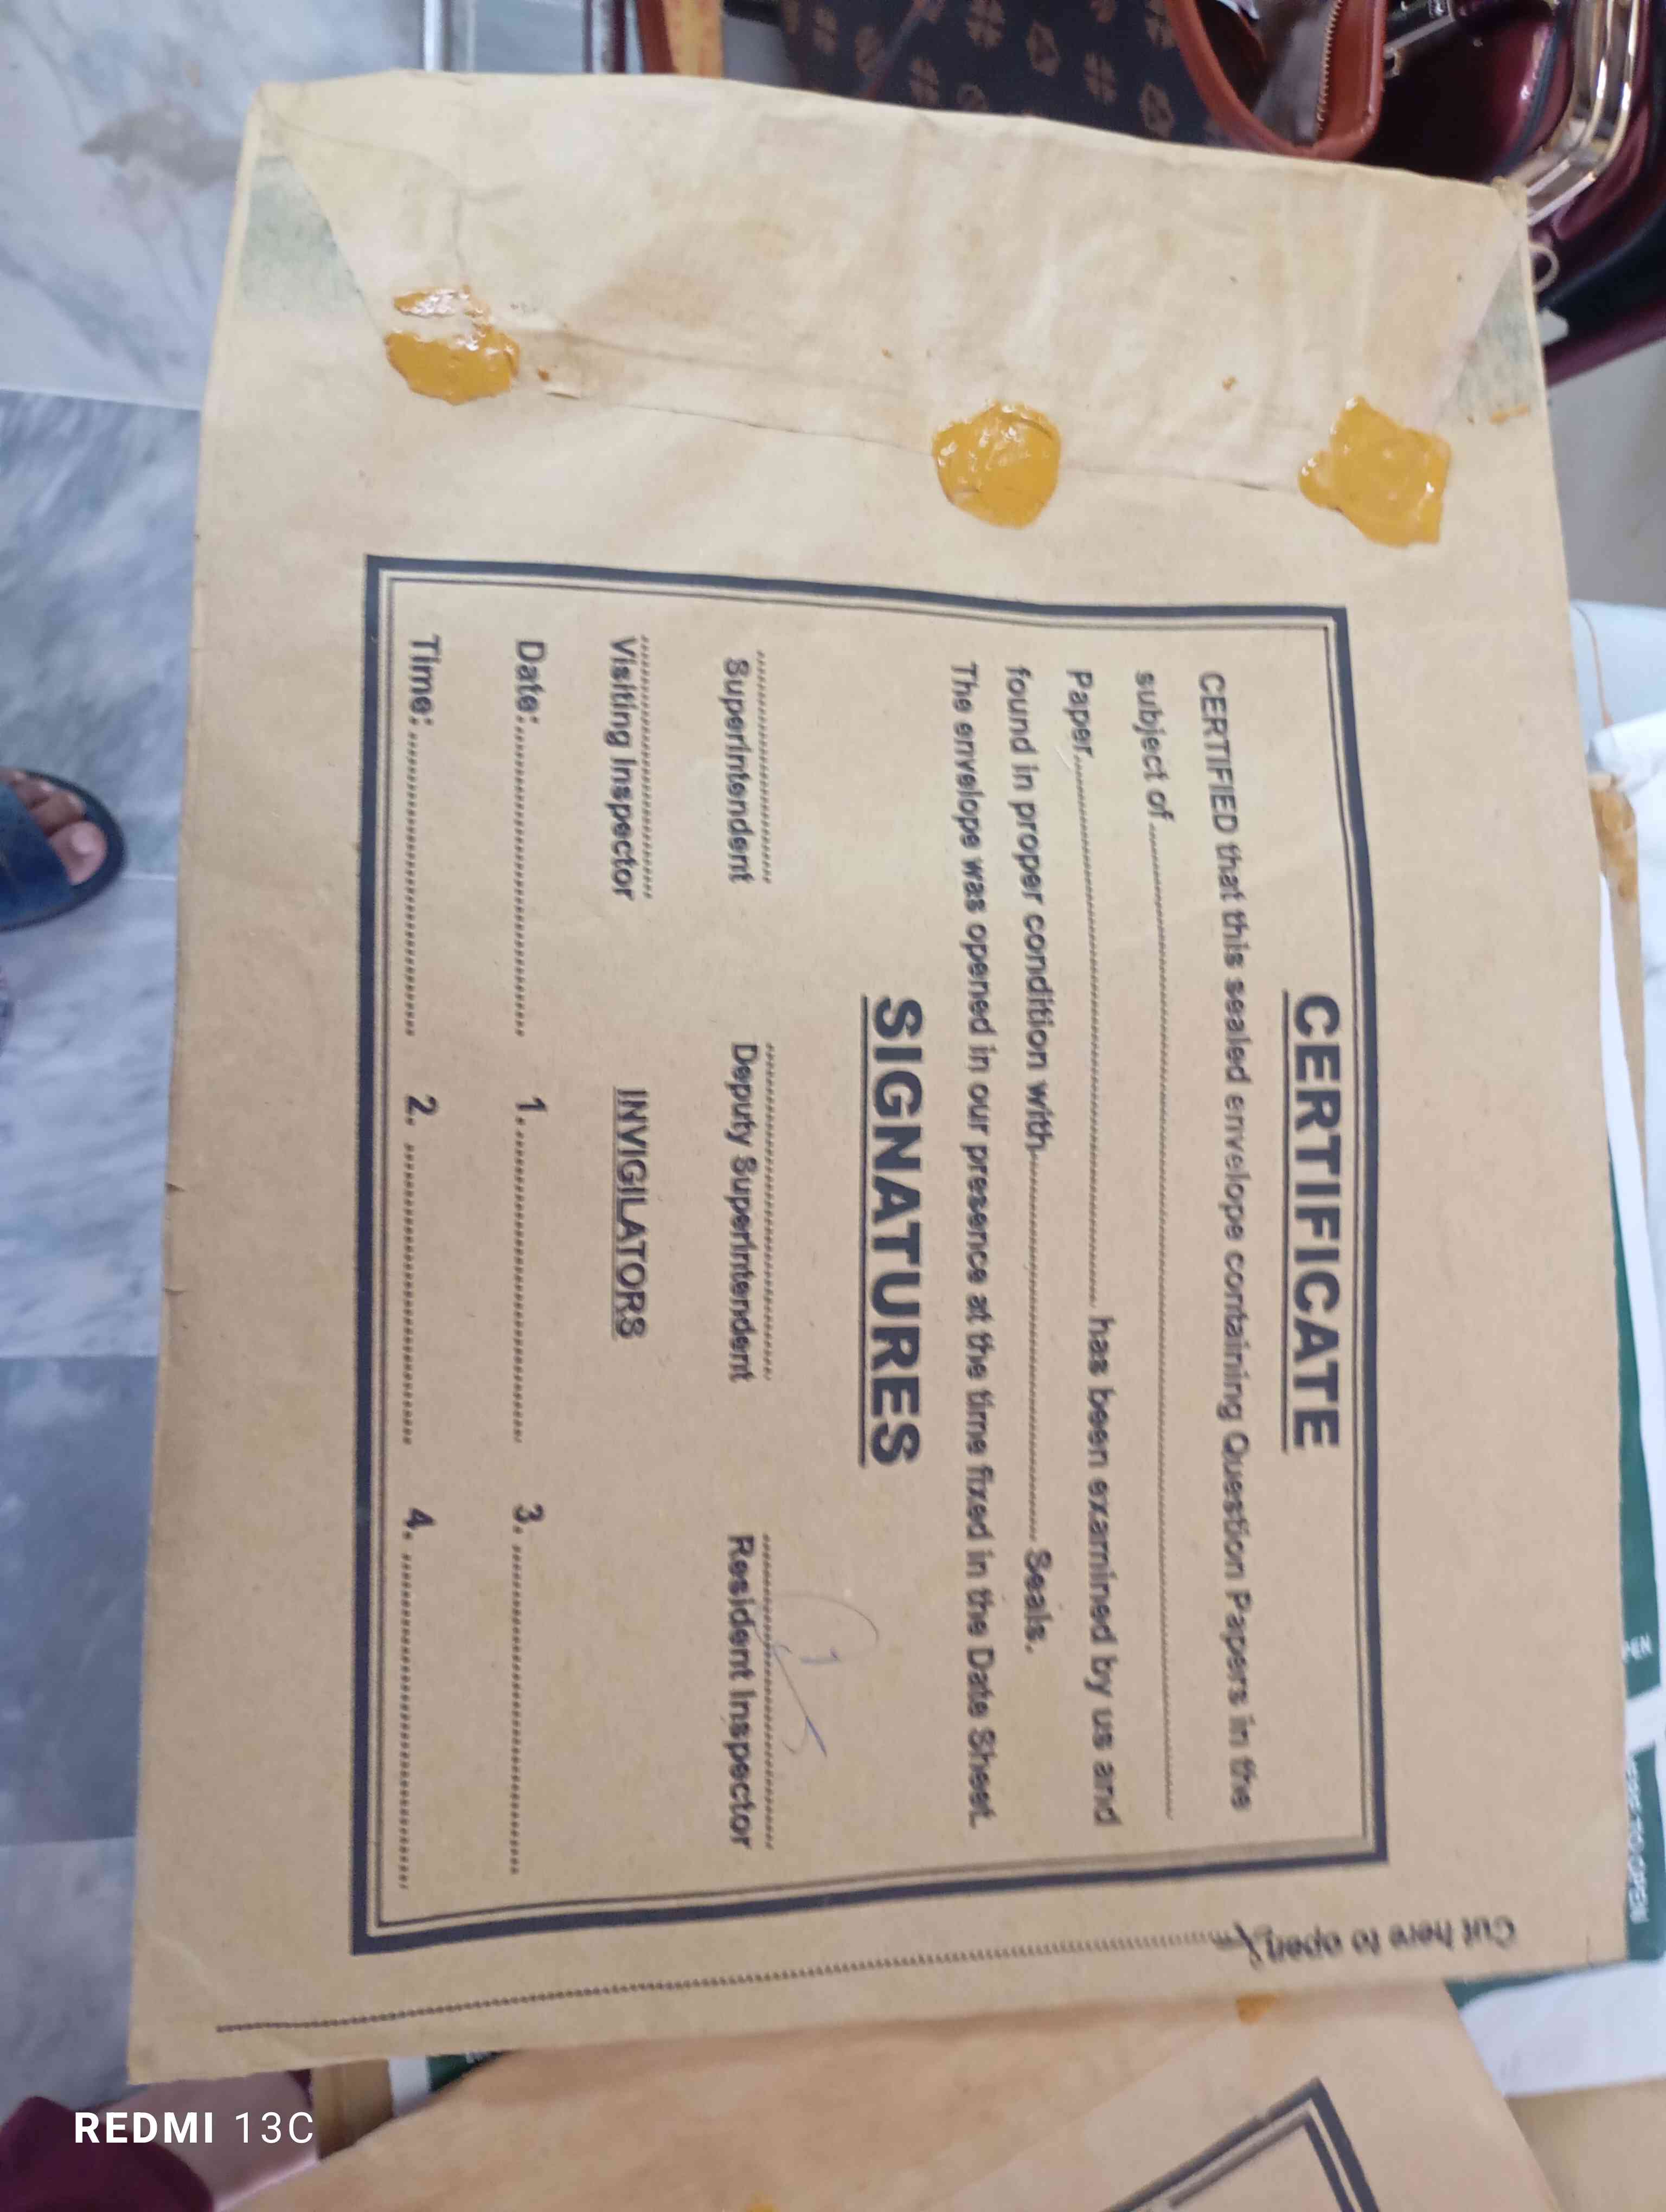 CERTIFICATE
CERTIFIED that this sealed envelope containing Question Papers in the
subject of
Paper has been examined by us and
found in proper condition with Seals.
The envelope was opened in our presence at the time fixed in the Date Sheet.
SIGNATURES
Superintendent Deputy Superintendent Resident Inspector
Visiting Inspector INVIGILATORS
Date: 1. 3.
Time: 2. 4.
Cut here to open
REDMI 13C